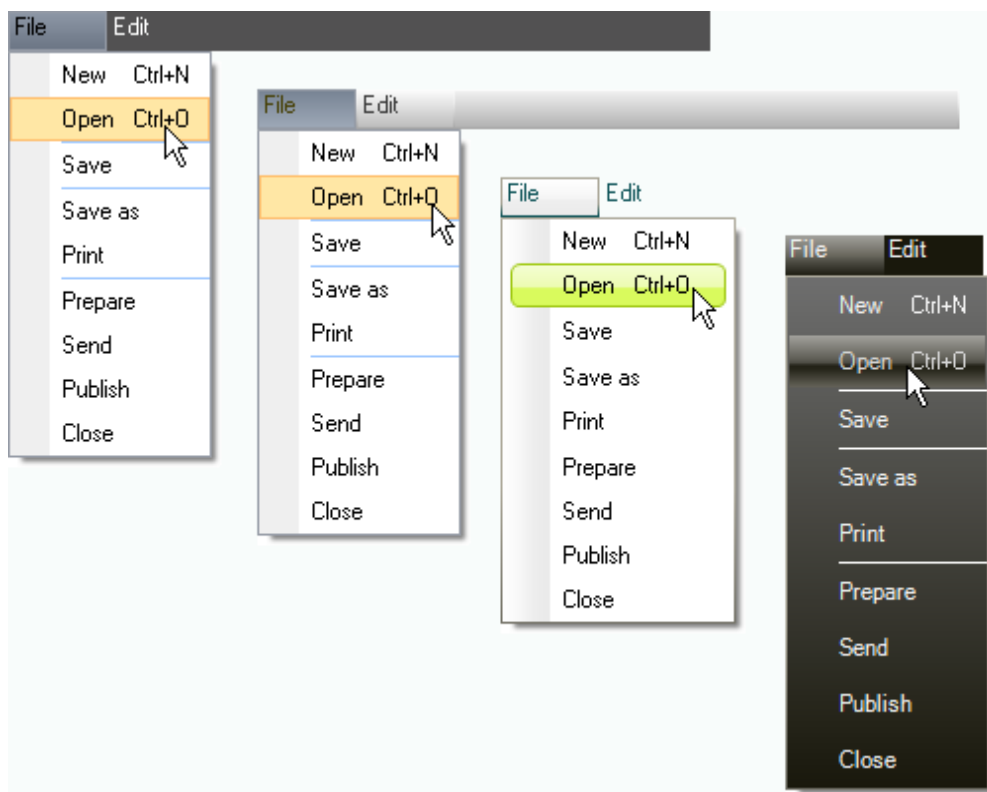 File Edit
New Ctrl+N
Open Ctrl+O
Save
Save as
Print
Prepare
Send
Publish
Close
File Edit
New Ctrl+N
Open Ctrl+O
Save
Save as
Print
Prepare
Send
Publish
Close
File Edit
New Ctrl+N
Open Ctrl+O
Save
Save as
Print
Prepare
Send
Publish
Close
File Edit
New Ctrl+N
Open Ctrl+O
Save
Save as
Print
Prepare
Send
Publish
Close